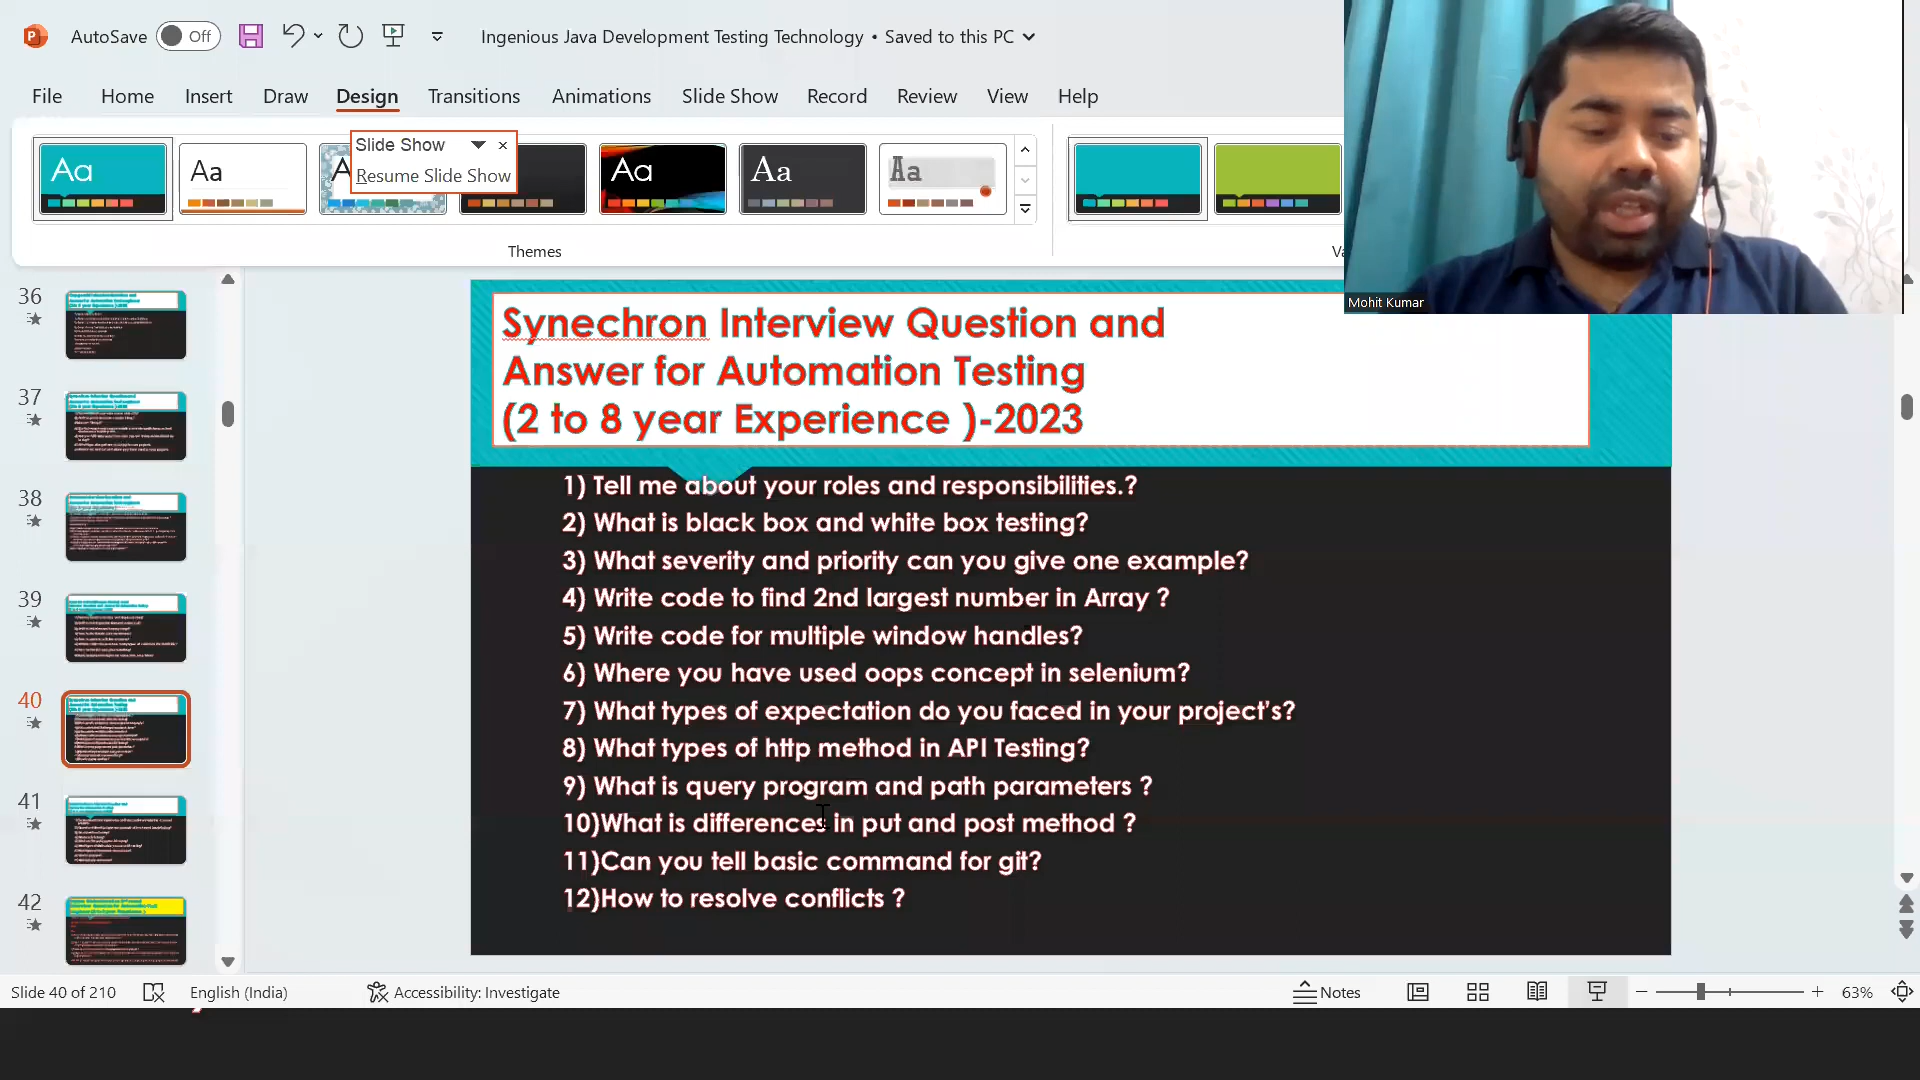 AutoSave Off Ingenious Java Development Testing Technology • Saved to this PC
File Home Insert Draw Design Transitions Animations Slide Show Record Review View Help
Slide Show
Resume Slide Show
Aa Aa Aa Aa Aa
Themes
Mohit Kumar
36
37
38
39
40
41
42
Synechron Interview Question and
Answer for Automation Testing
(2 to 8 year Experience )-2023
1) Tell me about your roles and responsibilities.?
2) What is black box and white box testing?
3) What severity and priority can you give one example?
4) Write code to find 2nd largest number in Array ?
5) Write code for multiple window handles?
6) Where you have used oops concept in selenium?
7) What types of expectation do you faced in your project's?
8) What types of http method in API Testing?
9) What is query program and path parameters ?
10)What is differences in put and post method ?
11)Can you tell basic command for git?
12)How to resolve conflicts ?
Slide 40 of 210 English (India) Accessibility: Investigate Notes 63%